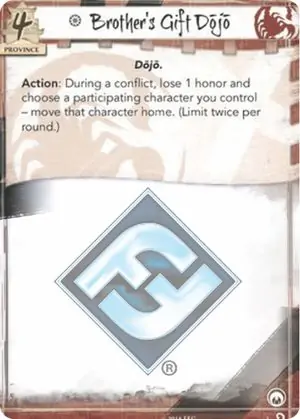 4
PROVINCE
Brother's Gift Dōjō
Dōjō.
Action: During a conflict, lose 1 honor and
choose a participating character you control
– move that character home. (Limit twice per
round.)
®